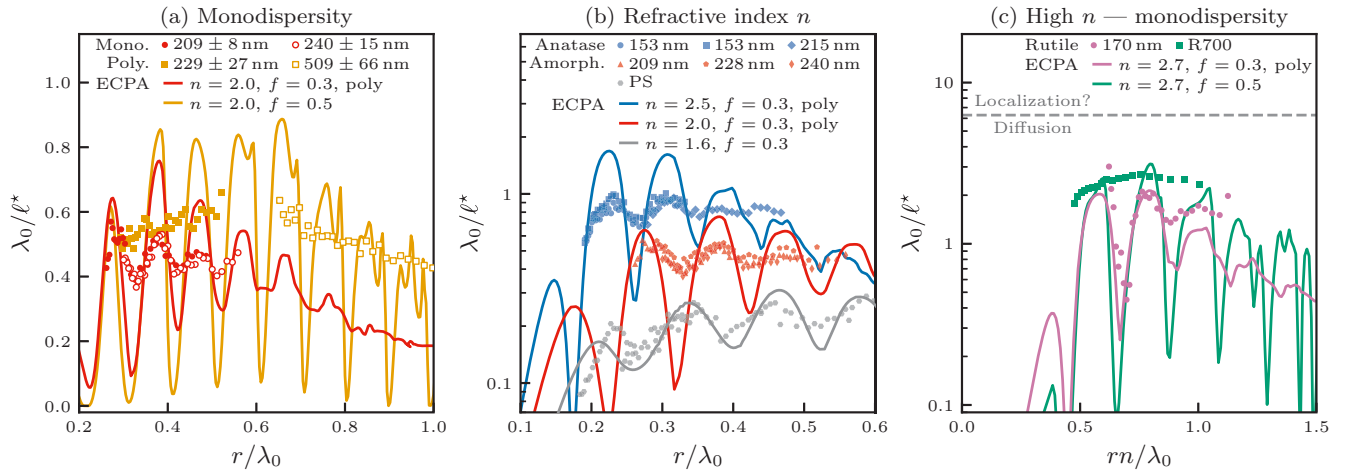 (a) Monodispersity
Mono. 209 ± 8 nm 240 ± 15 nm
Poly. 229 ± 27 nm 509 ± 66 nm
ECPA n = 2.0, f = 0.3, poly
n = 2.0, f = 0.5
1.0
0.8
0.6
0.4
0.2
0.0
λ₀/ℓ*
0.2 0.4 0.6 0.8 1.0
r/λ₀
(b) Refractive index n
Anatase 153 nm 153 nm 215 nm
Amorph. 209 nm 228 nm 240 nm
PS
ECPA n = 2.5, f = 0.3, poly
n = 2.0, f = 0.3, poly
n = 1.6, f = 0.3
1
0.1
λ₀/ℓ*
0.1 0.2 0.3 0.4 0.5 0.6
r/λ₀
(c) High n — monodispersity
Rutile 170 nm R700
ECPA n = 2.7, f = 0.3, poly
n = 2.7, f = 0.5
Localization?
Diffusion
10
1
0.1
λ₀/ℓ*
0.0 0.5 1.0 1.5
rn/λ₀